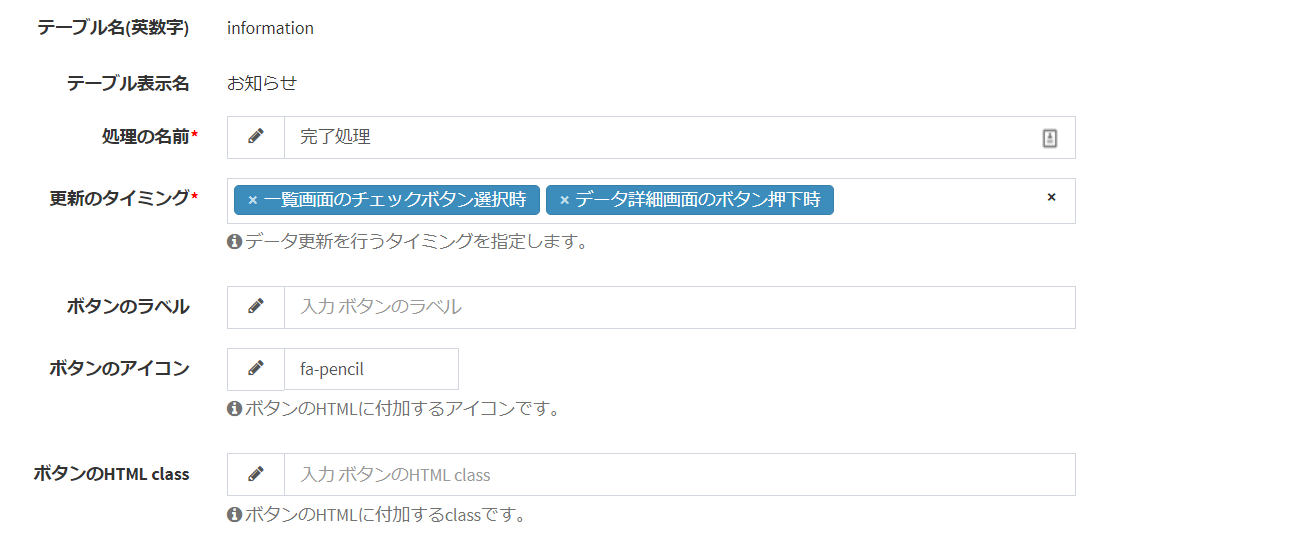 テーブル名(英数字) information
テーブル表示名 お知らせ
処理の名前* 完了処理
更新のタイミング* × 一覧画面のチェックボタン選択時 × データ詳細画面のボタン押下時 ×
データ更新を行うタイミングを指定します。
ボタンのラベル 入力 ボタンのラベル
ボタンのアイコン fa-pencil
ボタンのHTMLに付加するアイコンです。
ボタンのHTML class 入力 ボタンのHTML class
ボタンのHTMLに付加するclassです。